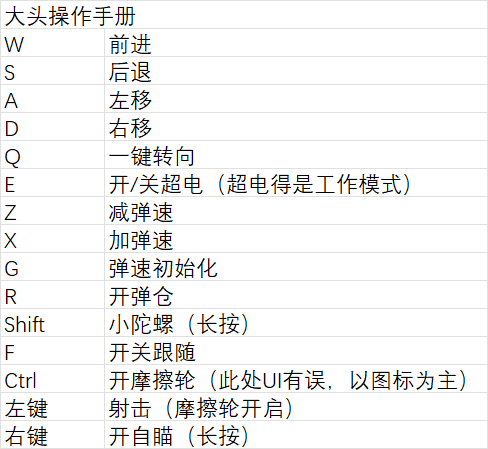 大头操作手册
W 前进
S 后退
A 左移
D 右移
Q 一键转向
E 开/关超电（超电得是工作模式）
Z 减弹速
X 加弹速
G 弹速初始化
R 开弹仓
Shift 小陀螺（长按）
F 开关跟随
Ctrl 开摩擦轮（此处UI有误，以图标为主）
左键 射击（摩擦轮开启）
右键 开自瞄（长按）